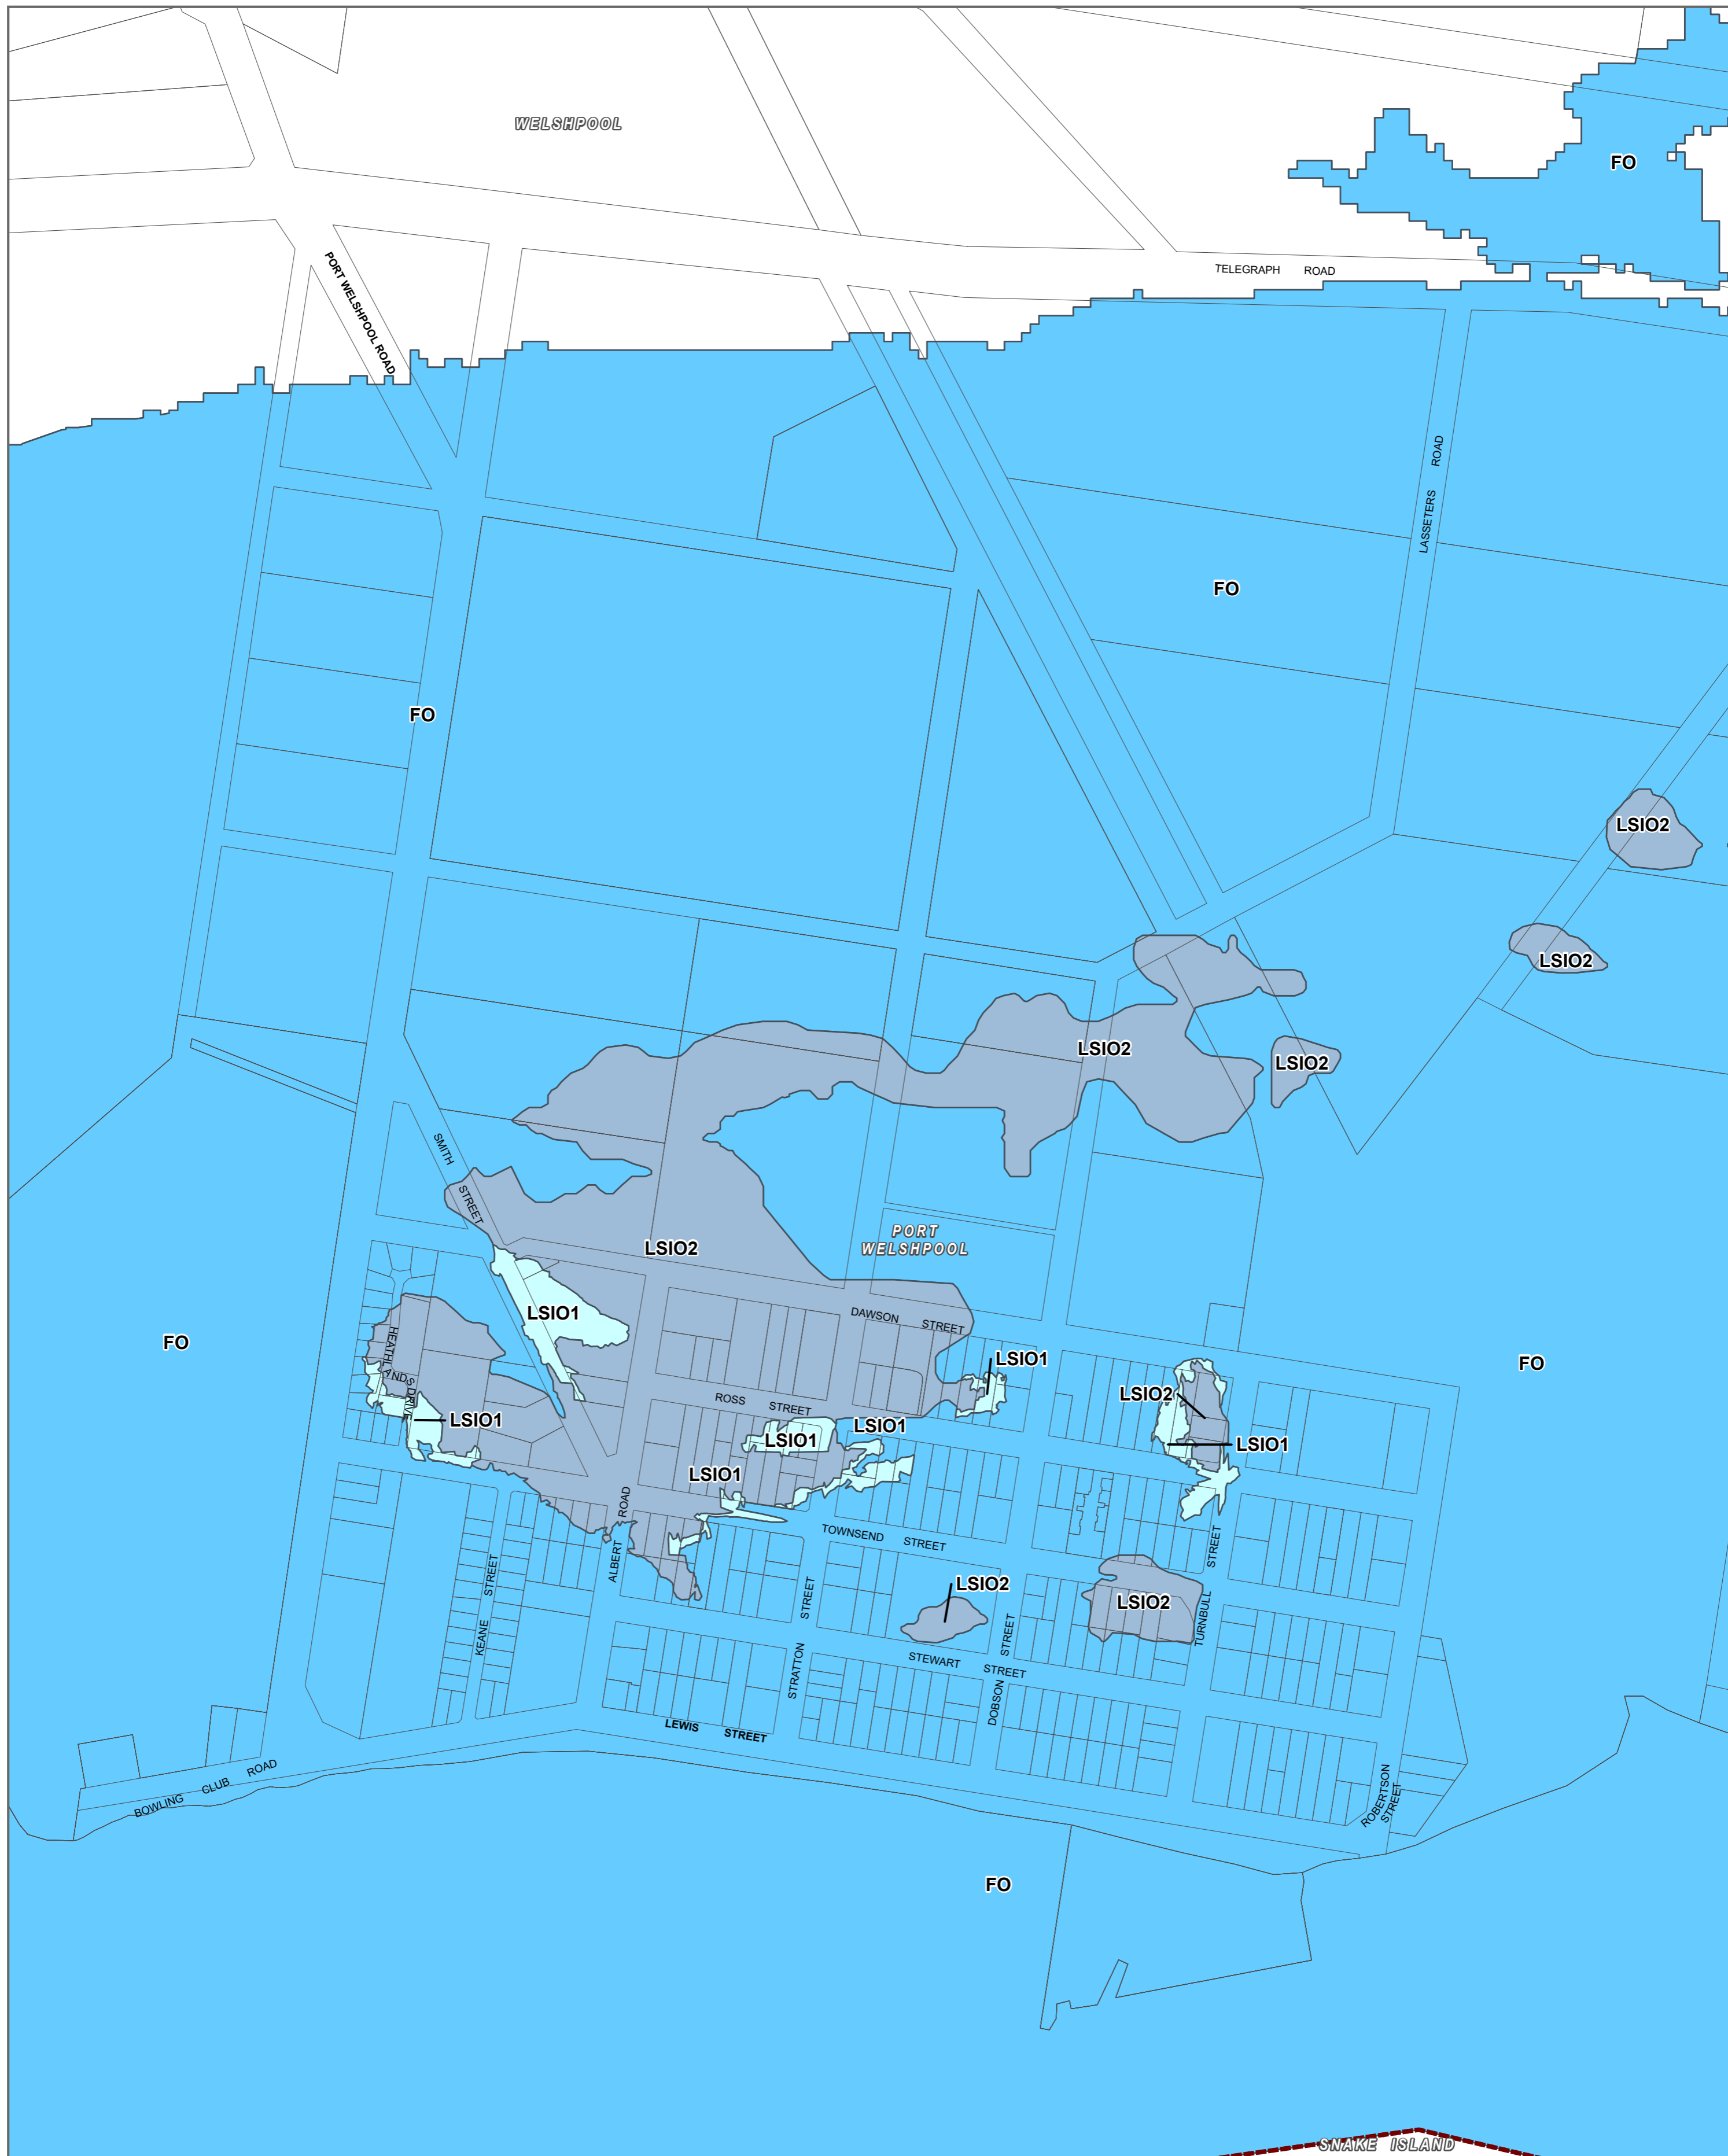 WELSHPOOL
FO
TELEGRAPH ROAD
PORT WELSHPOOL ROAD
LASSETERS ROAD
FO
FO
LSIO2
LSIO2
LSIO2
LSIO2
SMITH STREET
PORT
WELSHPOOL
LSIO2
LSIO1
DAWSON STREET
FO
FO
HEATHLANDS DRIVE
LSIO1
LSIO2
ROSS STREET
LSIO1
LSIO1
LSIO1
LSIO1
LSIO1
ALBERT ROAD
TOWNSEND STREET
KEANE STREET
STRATTON STREET
LSIO2
LSIO2
DOBSON STREET
TURNBULL STREET
STEWART STREET
LEWIS STREET
BOWLING CLUB ROAD
ROBERTSON
STREET
FO
SNAKE ISLAND